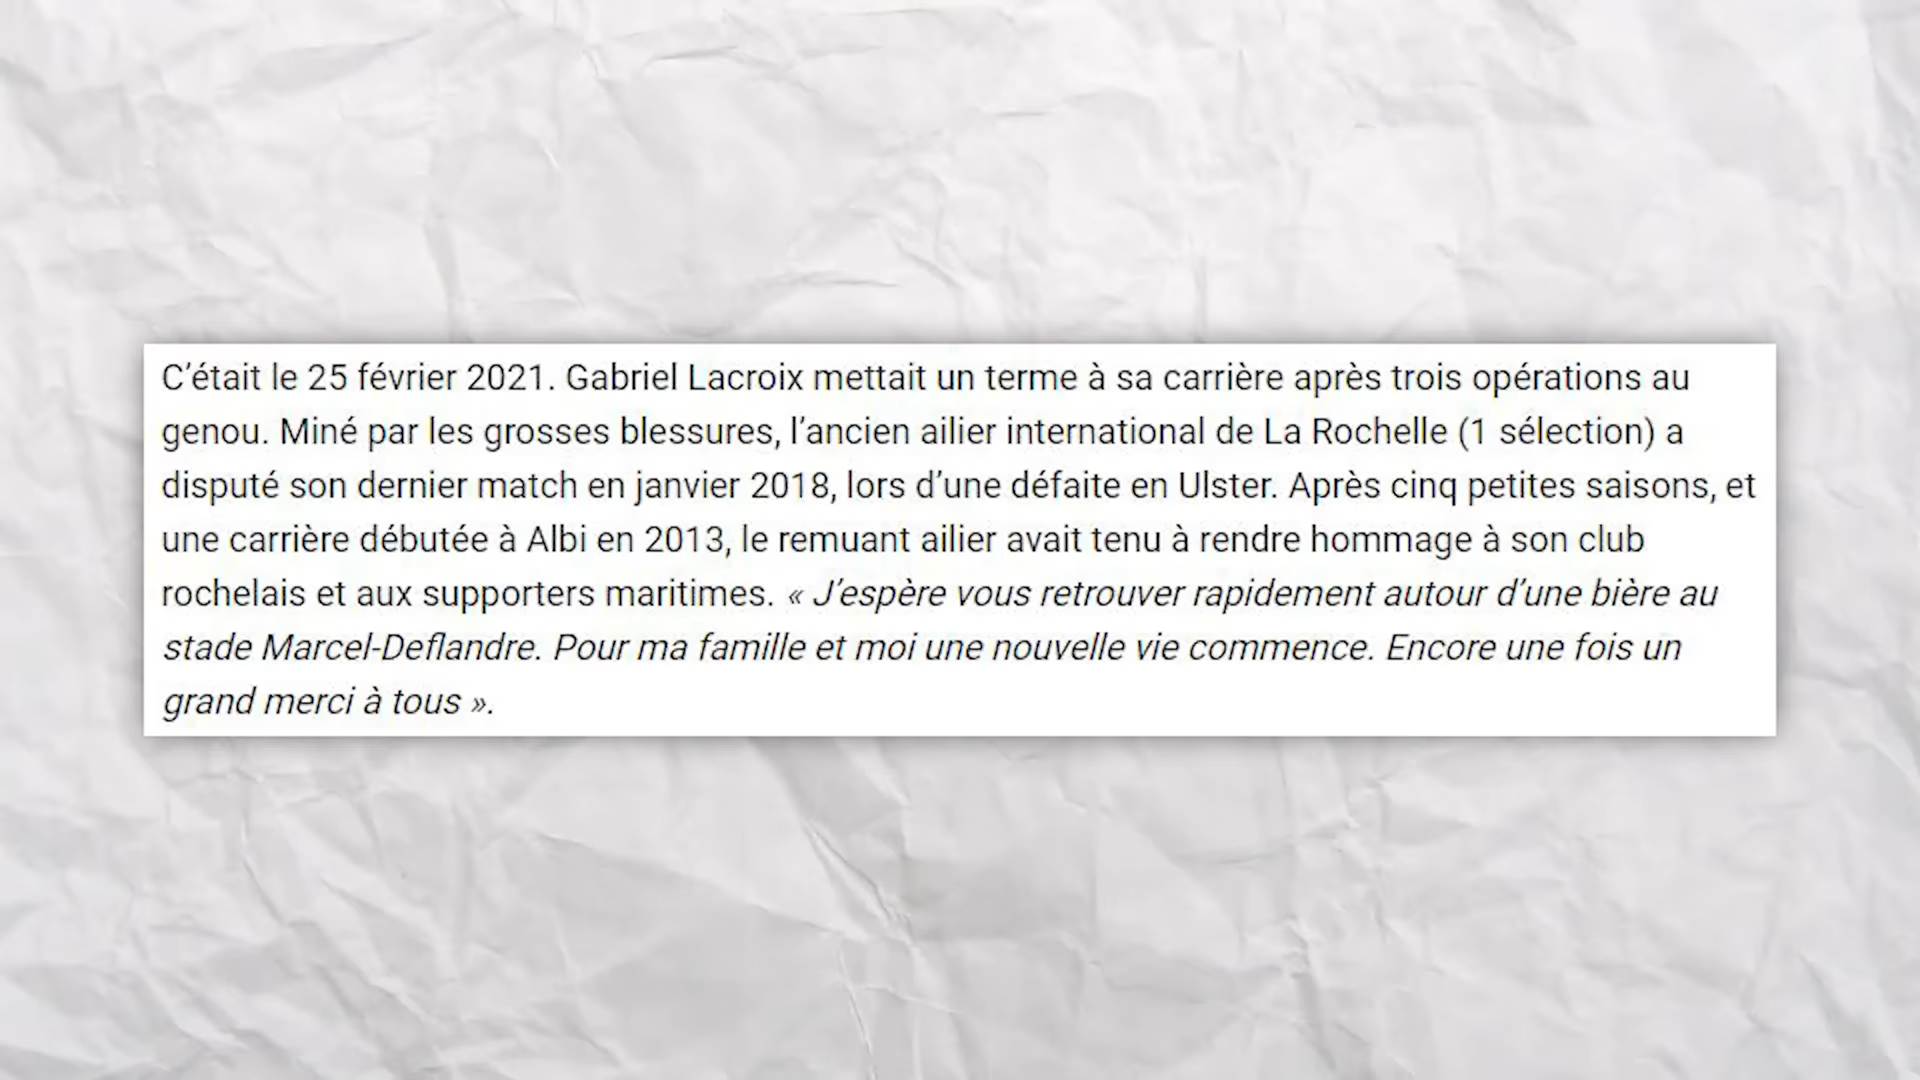 C’était le 25 février 2021. Gabriel Lacroix mettait un terme à sa carrière après trois opérations au
genou. Miné par les grosses blessures, l’ancien ailier international de La Rochelle (1 sélection) a
disputé son dernier match en janvier 2018, lors d’une défaite en Ulster. Après cinq petites saisons, et
une carrière débutée à Albi en 2013, le remuant ailier avait tenu à rendre hommage à son club
rochelais et aux supporters maritimes. « J’espère vous retrouver rapidement autour d’une bière au
stade Marcel-Deflandre. Pour ma famille et moi une nouvelle vie commence. Encore une fois un
grand merci à tous ».